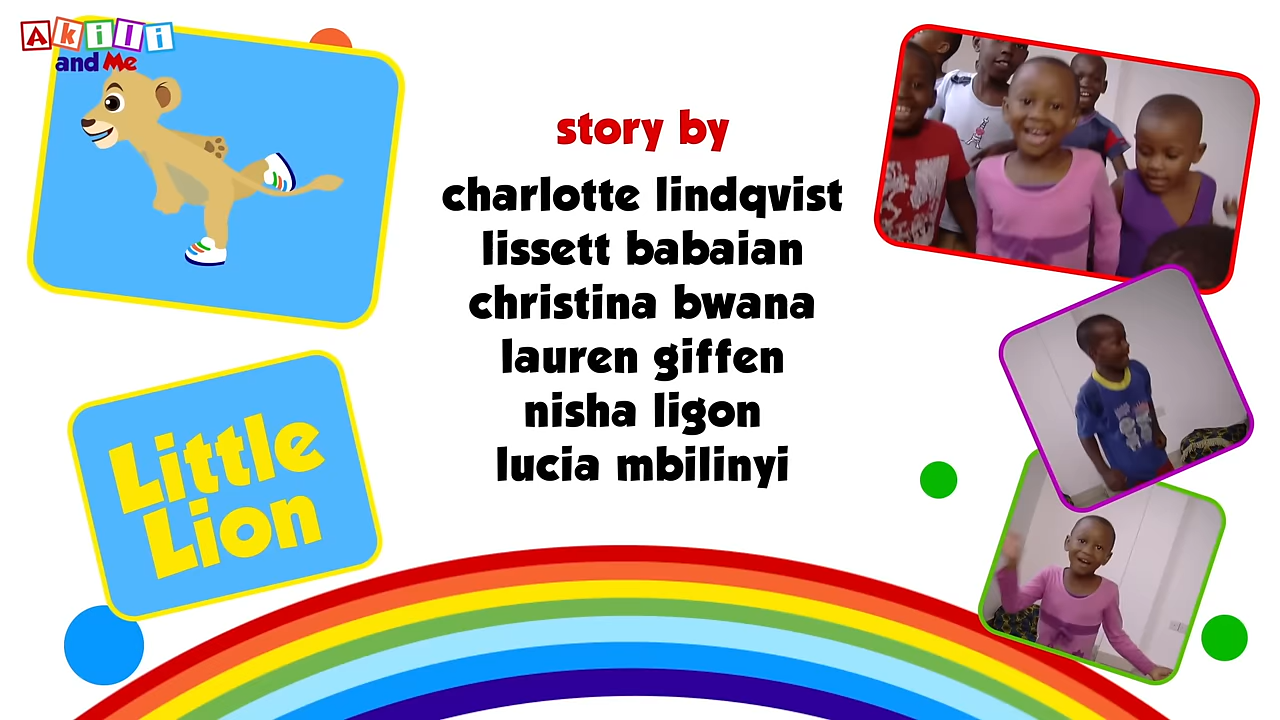 Akili
and Me
story by
charlotte lindqvist
lissett babaian
christina bwana
lauren giffen
nisha ligon
lucia mbilinyi
Little
Lion